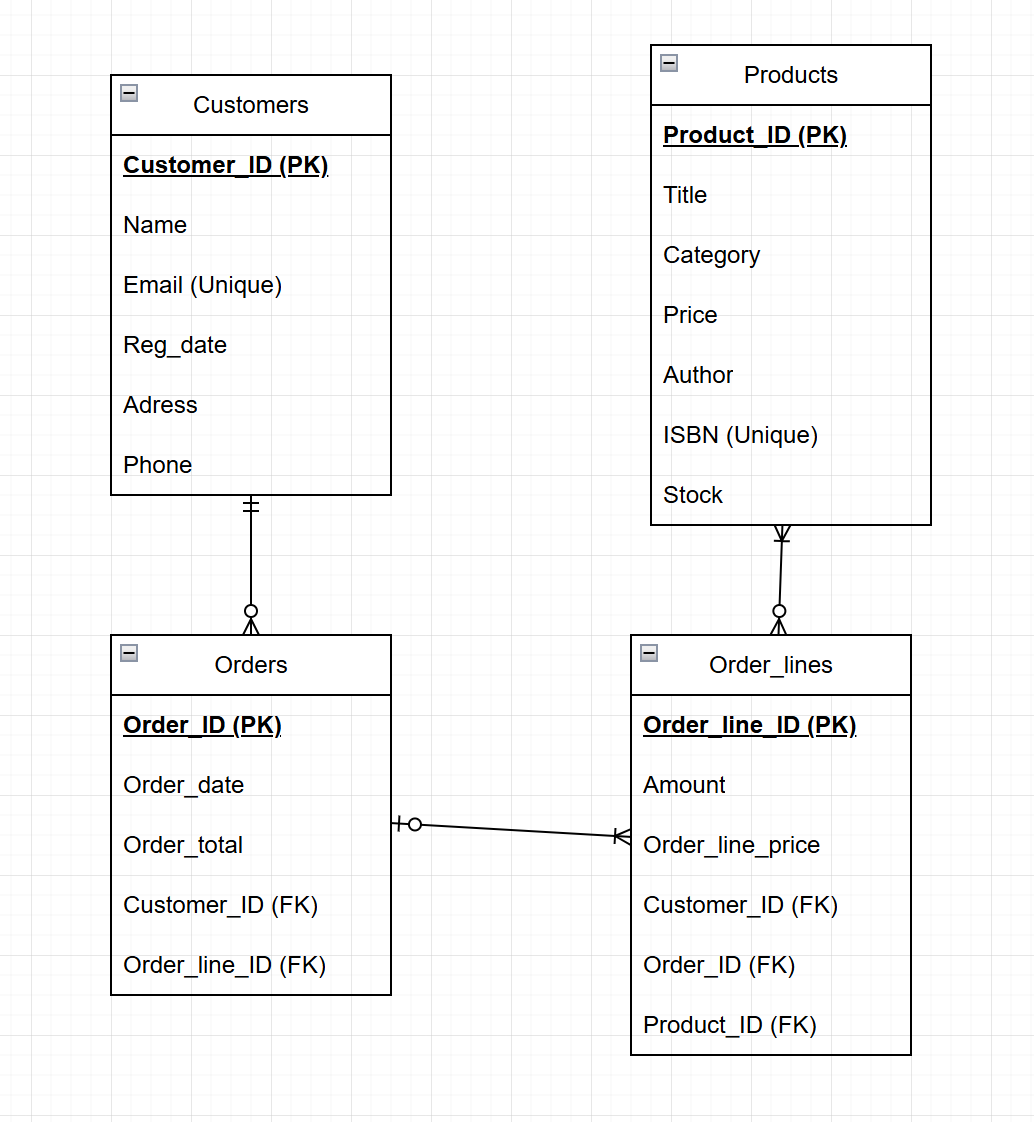 Customers
Customer_ID (PK)
Name
Email (Unique)
Reg_date
Adress
Phone
Products
Product_ID (PK)
Title
Category
Price
Author
ISBN (Unique)
Stock
Orders
Order_ID (PK)
Order_date
Order_total
Customer_ID (FK)
Order_line_ID (FK)
Order_lines
Order_line_ID (PK)
Amount
Order_line_price
Customer_ID (FK)
Order_ID (FK)
Product_ID (FK)